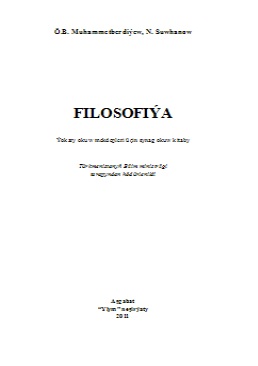 Ö.B. Muhammetberdiýew, N. Suwhanow
FILOSOFIÝA
Ýokary okuw mekdepleri üçin synag okuw kitaby
Türkmenistanyň Bilim ministrligi
tarapyndan hödürlenildi
Aşgabat
“Ylym” neşirýaty
2011